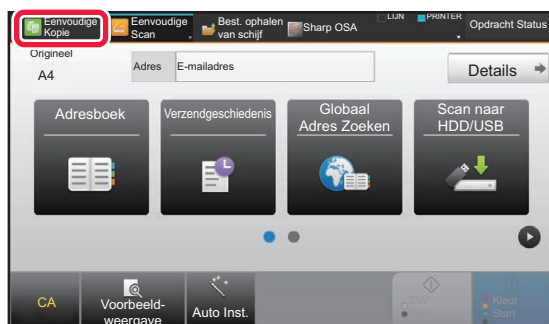 Eenvoudige
Kopie
Eenvoudige
Scan
Best. ophalen
van schijf
Sharp OSA
LIJN
PRINTER
Opdracht Status
Origineel
A4
Adres
E-mailadres
Details
Adresboek
Verzendgeschiedenis
Globaal
Adres Zoeken
Scan naar
HDD/USB
CA
Voorbeeld-
weergave
Auto Inst.
Z/W
Start
Kleur
Start